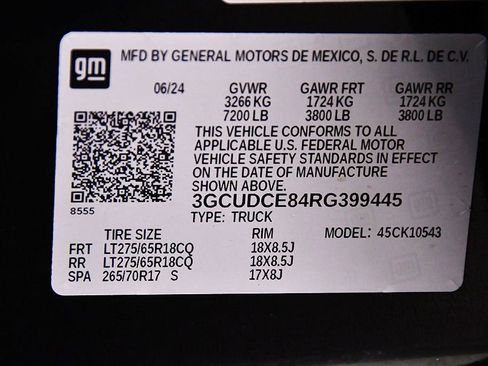 gm MFD BY GENERAL MOTORS DE MEXICO, S. DE R.L. DE C.V.
06/24 GVWR GAWR FRT GAWR RR
3266 KG 1724 KG 1724 KG
7200 LB 3800 LB 3800 LB
THIS VEHICLE CONFORMS TO ALL
APPLICABLE U.S. FEDERAL MOTOR
VEHICLE SAFETY STANDARDS IN EFFECT
ON THE DATE OF MANUFACTURE
SHOWN ABOVE.
8555 3GCUDCE84RG399445
TYPE: TRUCK
TIRE SIZE RIM MODEL: 45CK10543
FRT LT275/65R18CQ 18X8.5J
RR LT275/65R18CQ 18X8.5J
SPA 265/70R17 S 17X8J